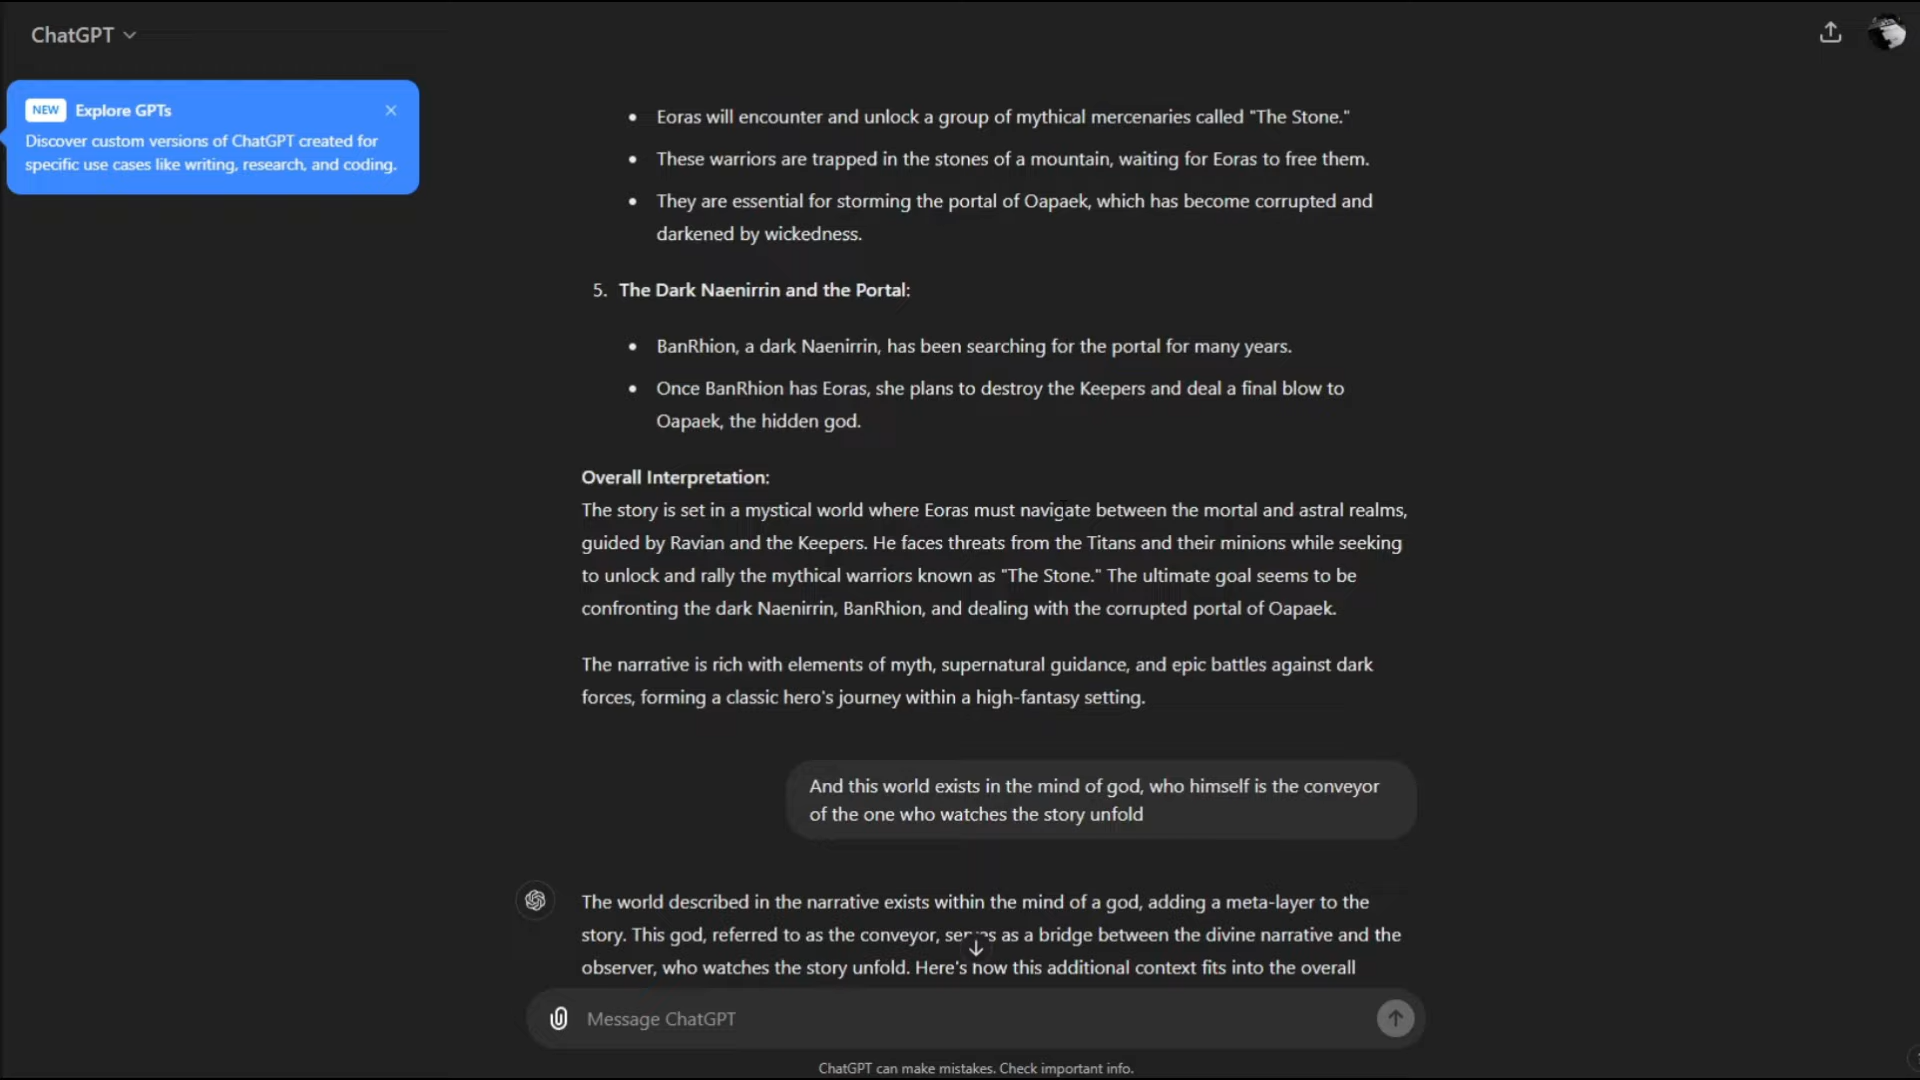 ChatGPT
NEW Explore GPTs
Discover custom versions of ChatGPT created for
specific use cases like writing, research, and coding.
• Eoras will encounter and unlock a group of mythical mercenaries called "The Stone."
• These warriors are trapped in the stones of a mountain, waiting for Eoras to free them.
• They are essential for storming the portal of Oapaek, which has become corrupted and
darkened by wickedness.
5. The Dark Naenirrin and the Portal:
• BanRhion, a dark Naenirrin, has been searching for the portal for many years.
• Once BanRhion has Eoras, she plans to destroy the Keepers and deal a final blow to
Oapaek, the hidden god.
Overall Interpretation:
The story is set in a mystical world where Eoras must navigate between the mortal and astral realms,
guided by Ravian and the Keepers. He faces threats from the Titans and their minions while seeking
to unlock and rally the mythical warriors known as "The Stone." The ultimate goal seems to be
confronting the dark Naenirrin, BanRhion, and dealing with the corrupted portal of Oapaek.
The narrative is rich with elements of myth, supernatural guidance, and epic battles against dark
forces, forming a classic hero's journey within a high-fantasy setting.
And this world exists in the mind of god, who himself is the conveyor
of the one who watches the story unfold
The world described in the narrative exists within the mind of a god, adding a meta-layer to the
story. This god, referred to as the conveyor, serves as a bridge between the divine narrative and the
observer, who watches the story unfold. Here's how this additional context fits into the overall
Message ChatGPT
ChatGPT can make mistakes. Check important info.